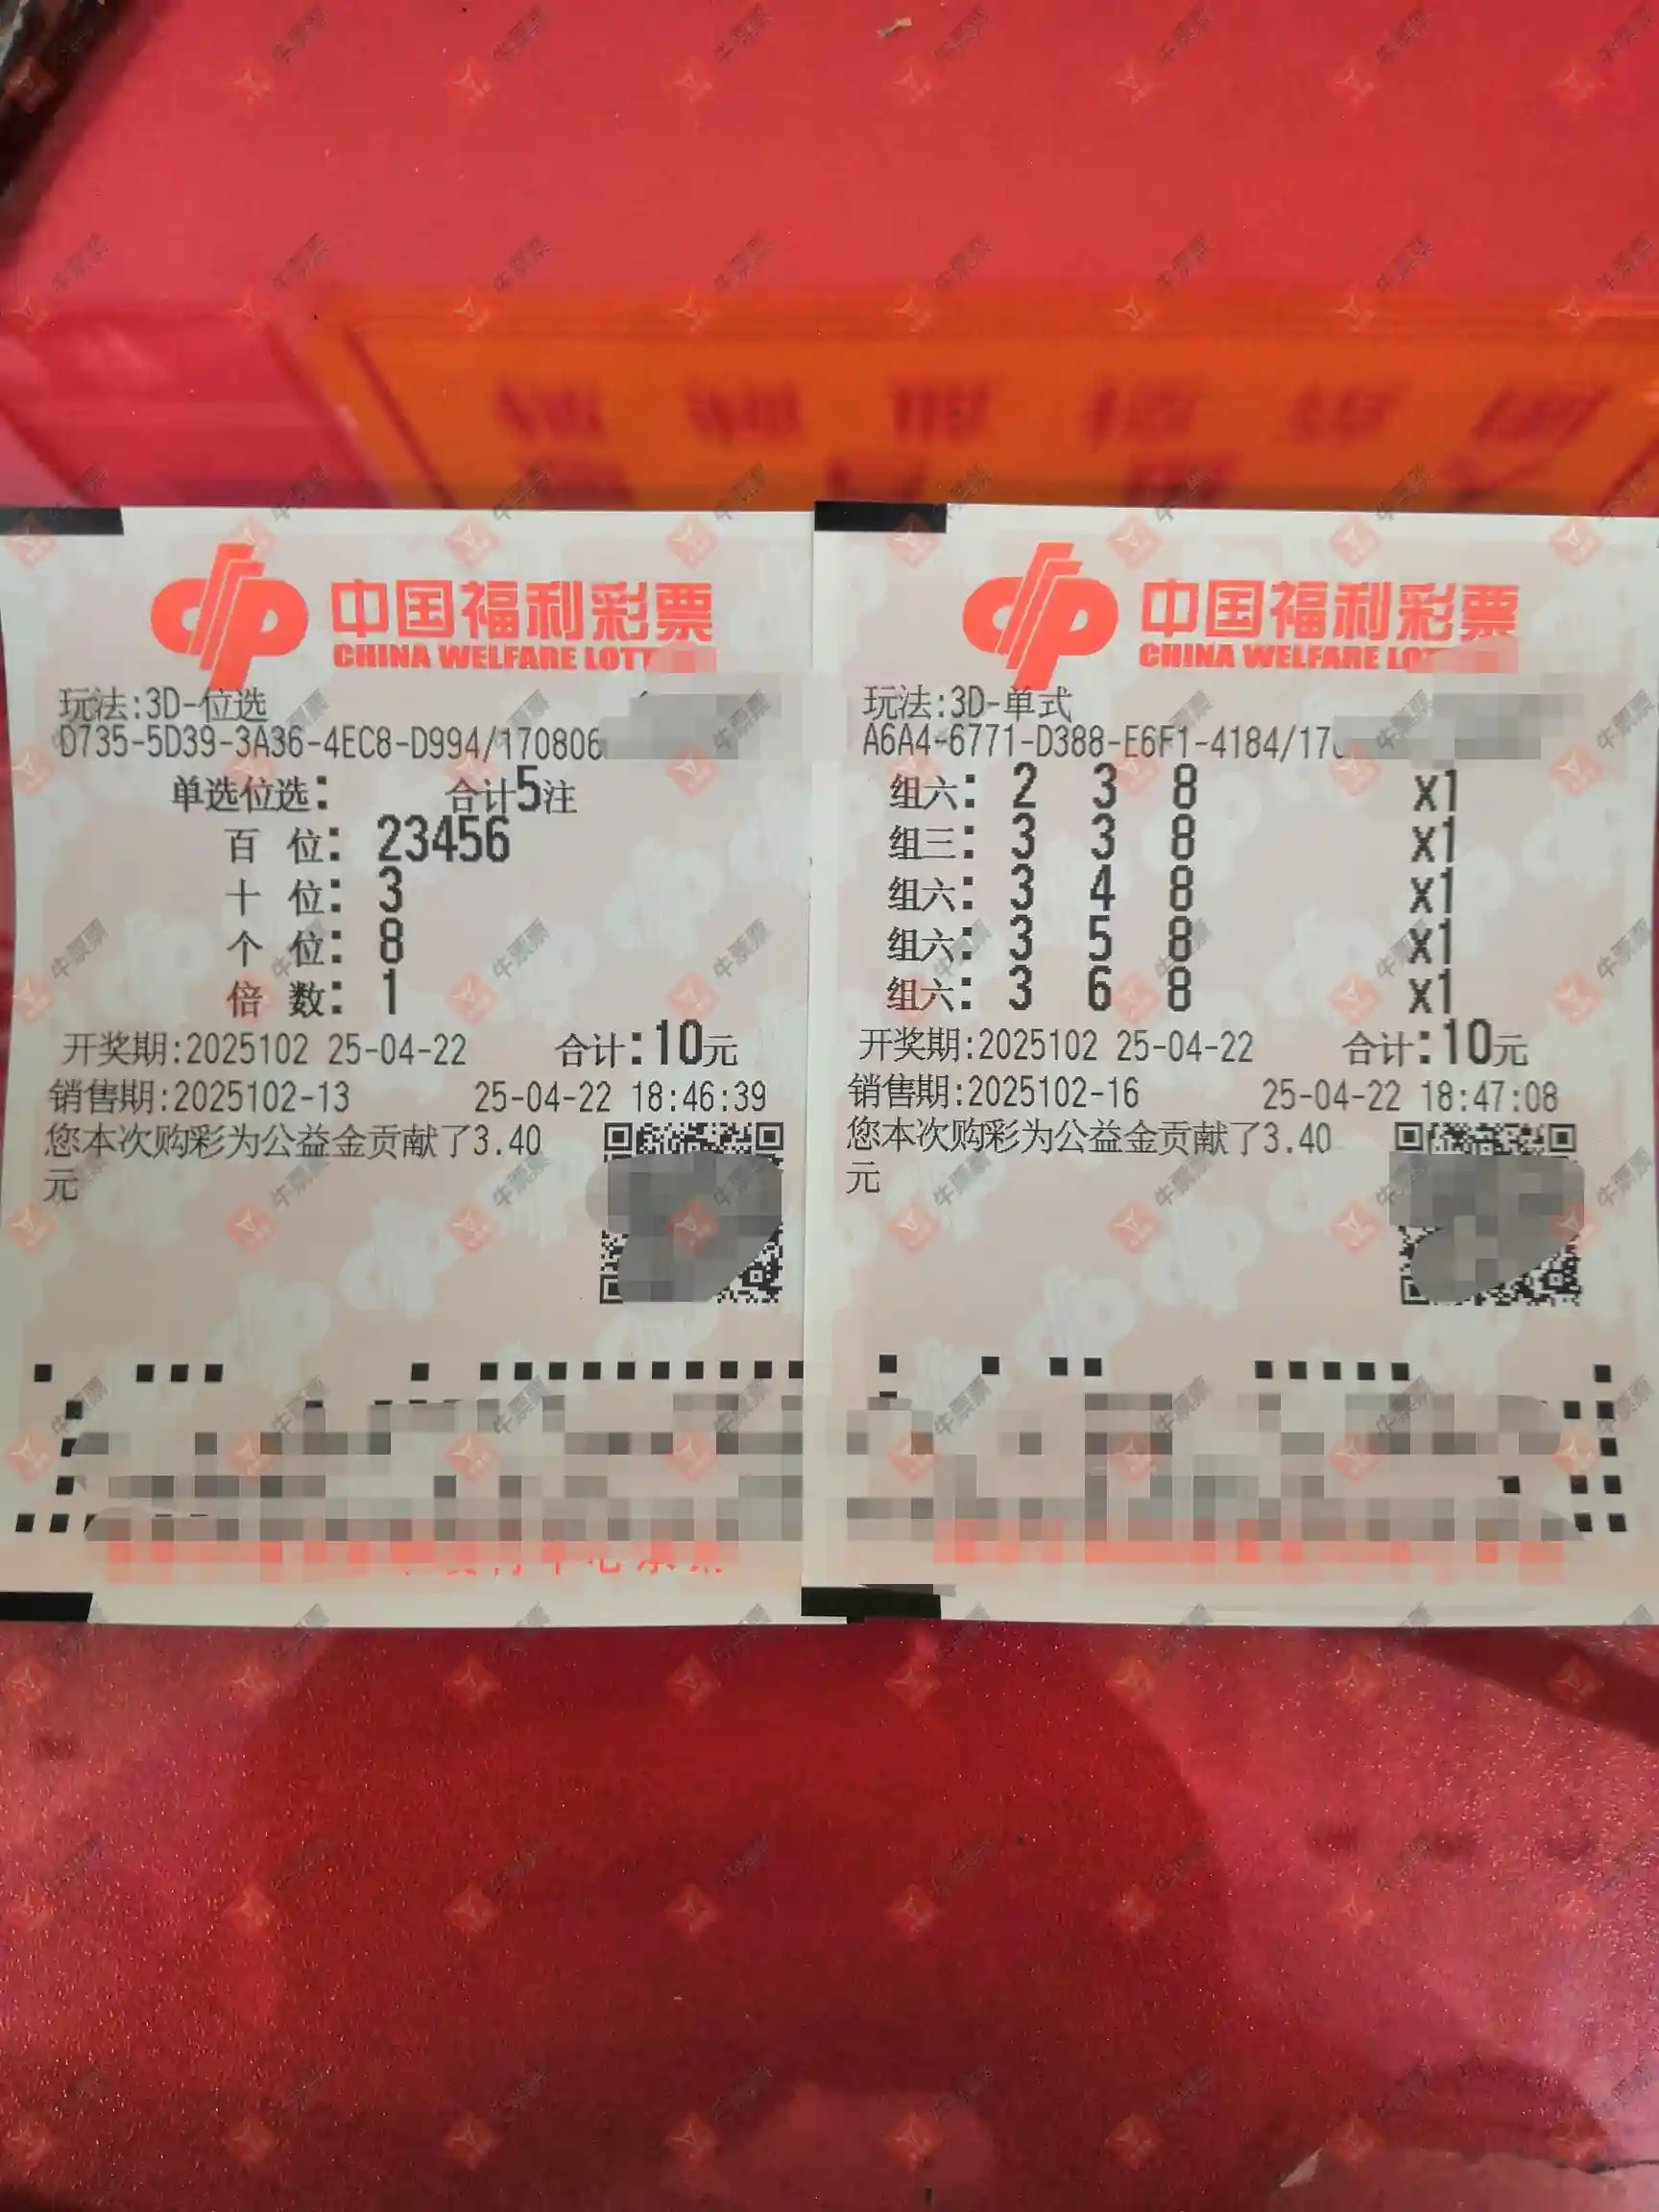 中国福利彩票
CHINA WELFARE LOTT
玩法:3D-位选
D735-5D39-3A36-4EC8-D994/170806
单选位选: 合计5注
百 位: 23456
十 位: 3
个 位: 8
倍 数: 1
开奖期:2025102 25-04-22 合计:10元
销售期:2025102-13 25-04-22 18:46:39
您本次购彩为公益金贡献了3.40
元
中国福利彩票
CHINA WELFARE LOT
玩法:3D-单式
A6A4-6771-D388-E6F1-4184/170
组六: 2 3 8 x1
组三: 3 3 8 x1
组六: 3 4 8 x1
组六: 3 5 8 x1
组六: 3 6 8 x1
开奖期:2025102 25-04-22 合计:10元
销售期:2025102-16 25-04-22 18:47:08
您本次购彩为公益金贡献了3.40
元
牛票票